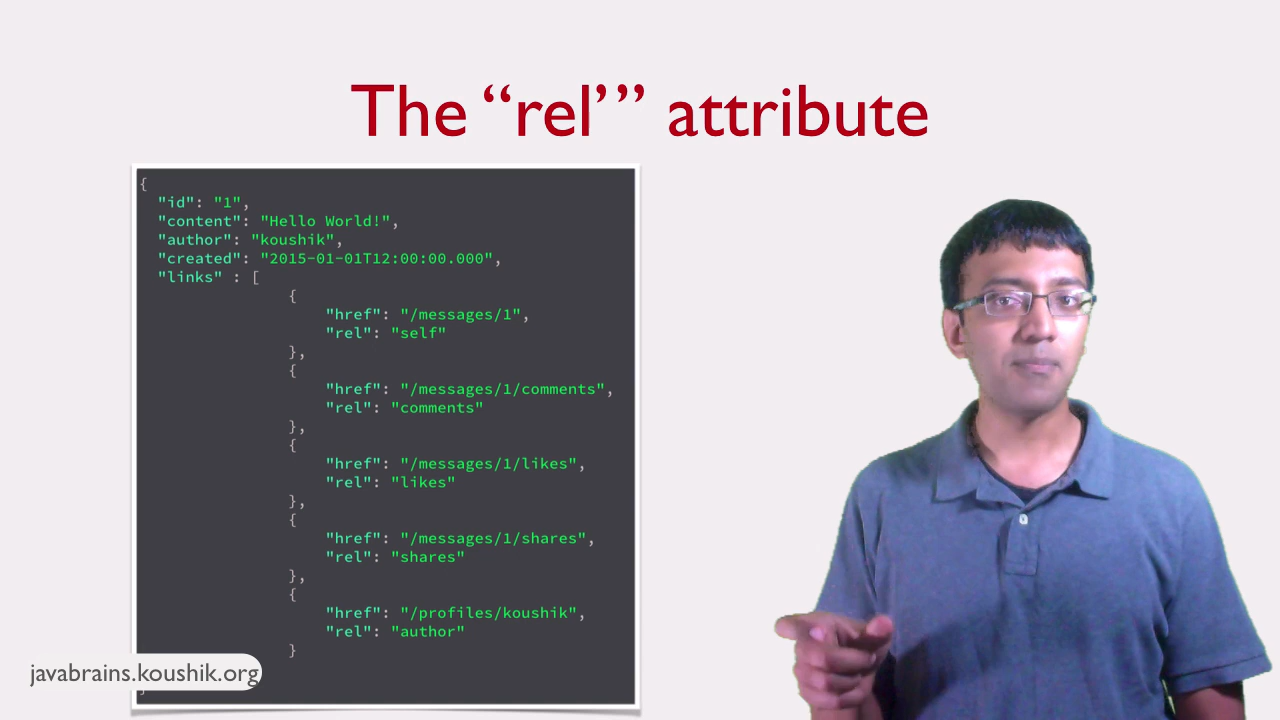 The “rel’” attribute
{
"id": "1",
"content": "Hello World!",
"author": "koushik",
"created": "2015-01-01T12:00:00.000",
"links" : [
{
"href": "/messages/1",
"rel": "self"
},
{
"href": "/messages/1/comments",
"rel": "comments"
},
{
"href": "/messages/1/likes",
"rel": "likes"
},
{
"href": "/messages/1/shares",
"rel": "shares"
},
{
"href": "/profiles/koushik",
"rel": "author"
}
javabrains.koushik.org
}